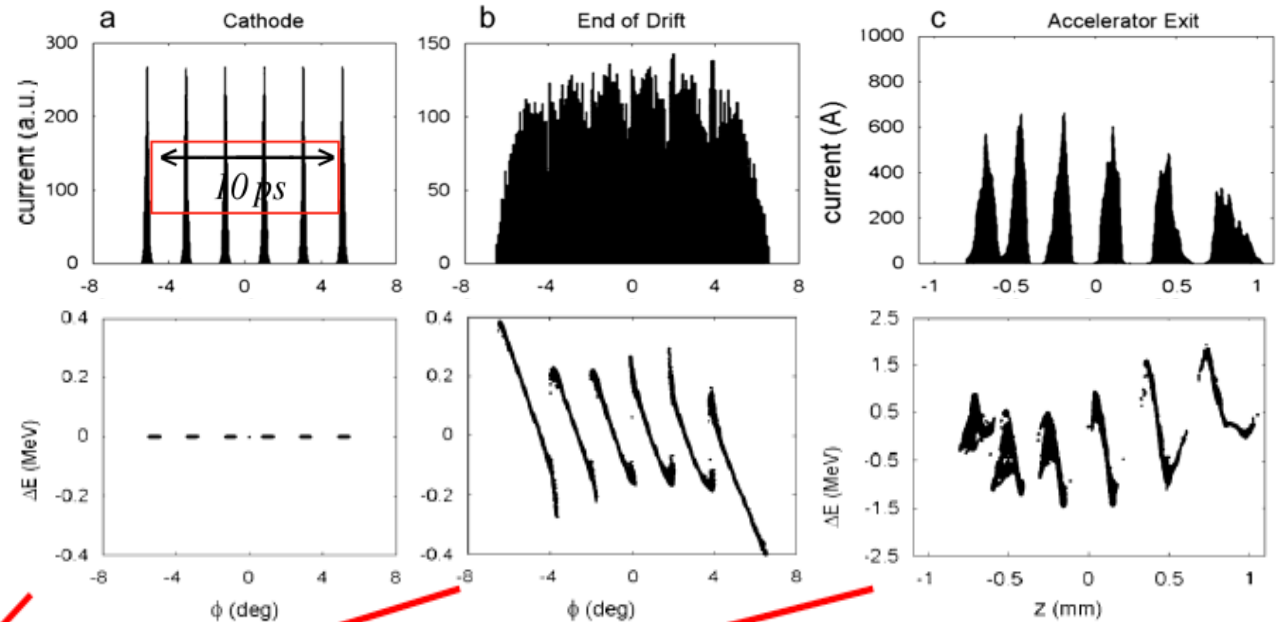 a Cathode
300
200
100
0
current (a.u.)
10 ps
-8 -4 0 4 8
0.4
0.2
0
-0.2
-0.4
ΔE (MeV)
-8 -4 0 4 8
ϕ (deg)
b End of Drift
150
100
50
0
-8 -4 0 4 8
0.4
0.2
0
-0.2
-0.4
-8 -4 0 4 8
ϕ (deg)
c Accelerator Exit
1000
800
600
400
200
0
current (A)
-1 -0.5 0 0.5 1
2.5
1.5
0.5
-0.5
-1.5
-2.5
ΔE (MeV)
-1 -0.5 0 0.5 1
z (mm)